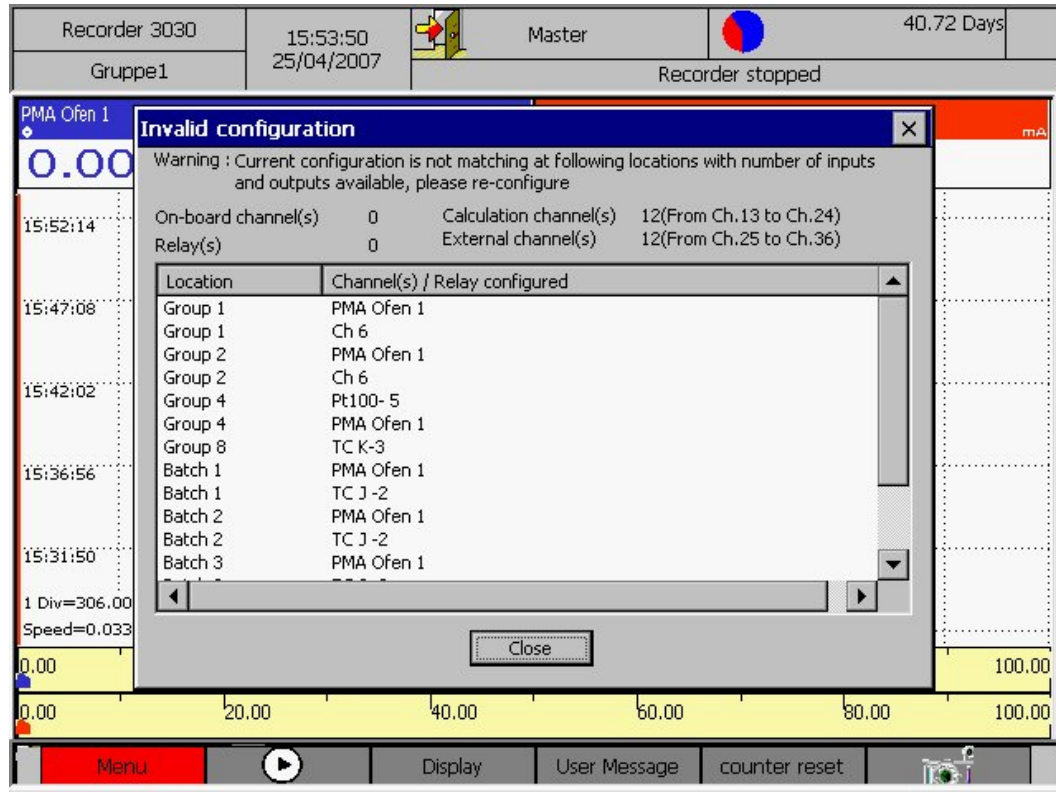 Recorder 3030
Gruppe1
15:53:50
25/04/2007
Master
40.72 Days
Recorder stopped
PMA Ofen 1
mA
0.00
Invalid configuration
Warning : Current configuration is not matching at following locations with number of inputs
and outputs available, please re-configure
On-board channel(s) 0 Calculation channel(s) 12(From Ch.13 to Ch.24)
Relay(s) 0 External channel(s) 12(From Ch.25 to Ch.36)
Location Channel(s) / Relay configured
Group 1 PMA Ofen 1
Group 1 Ch 6
Group 2 PMA Ofen 1
Group 2 Ch 6
Group 4 Pt100- 5
Group 4 PMA Ofen 1
Group 8 TC K-3
Batch 1 PMA Ofen 1
Batch 1 TC J -2
Batch 2 PMA Ofen 1
Batch 2 TC J -2
Batch 3 PMA Ofen 1
Close
15:52:14
15:47:08
15:42:02
15:36:56
15:31:50
1 Div=306.00
Speed=0.033
0.00 100.00
0.00 20.00 40.00 60.00 80.00 100.00
Menu Display User Message counter reset